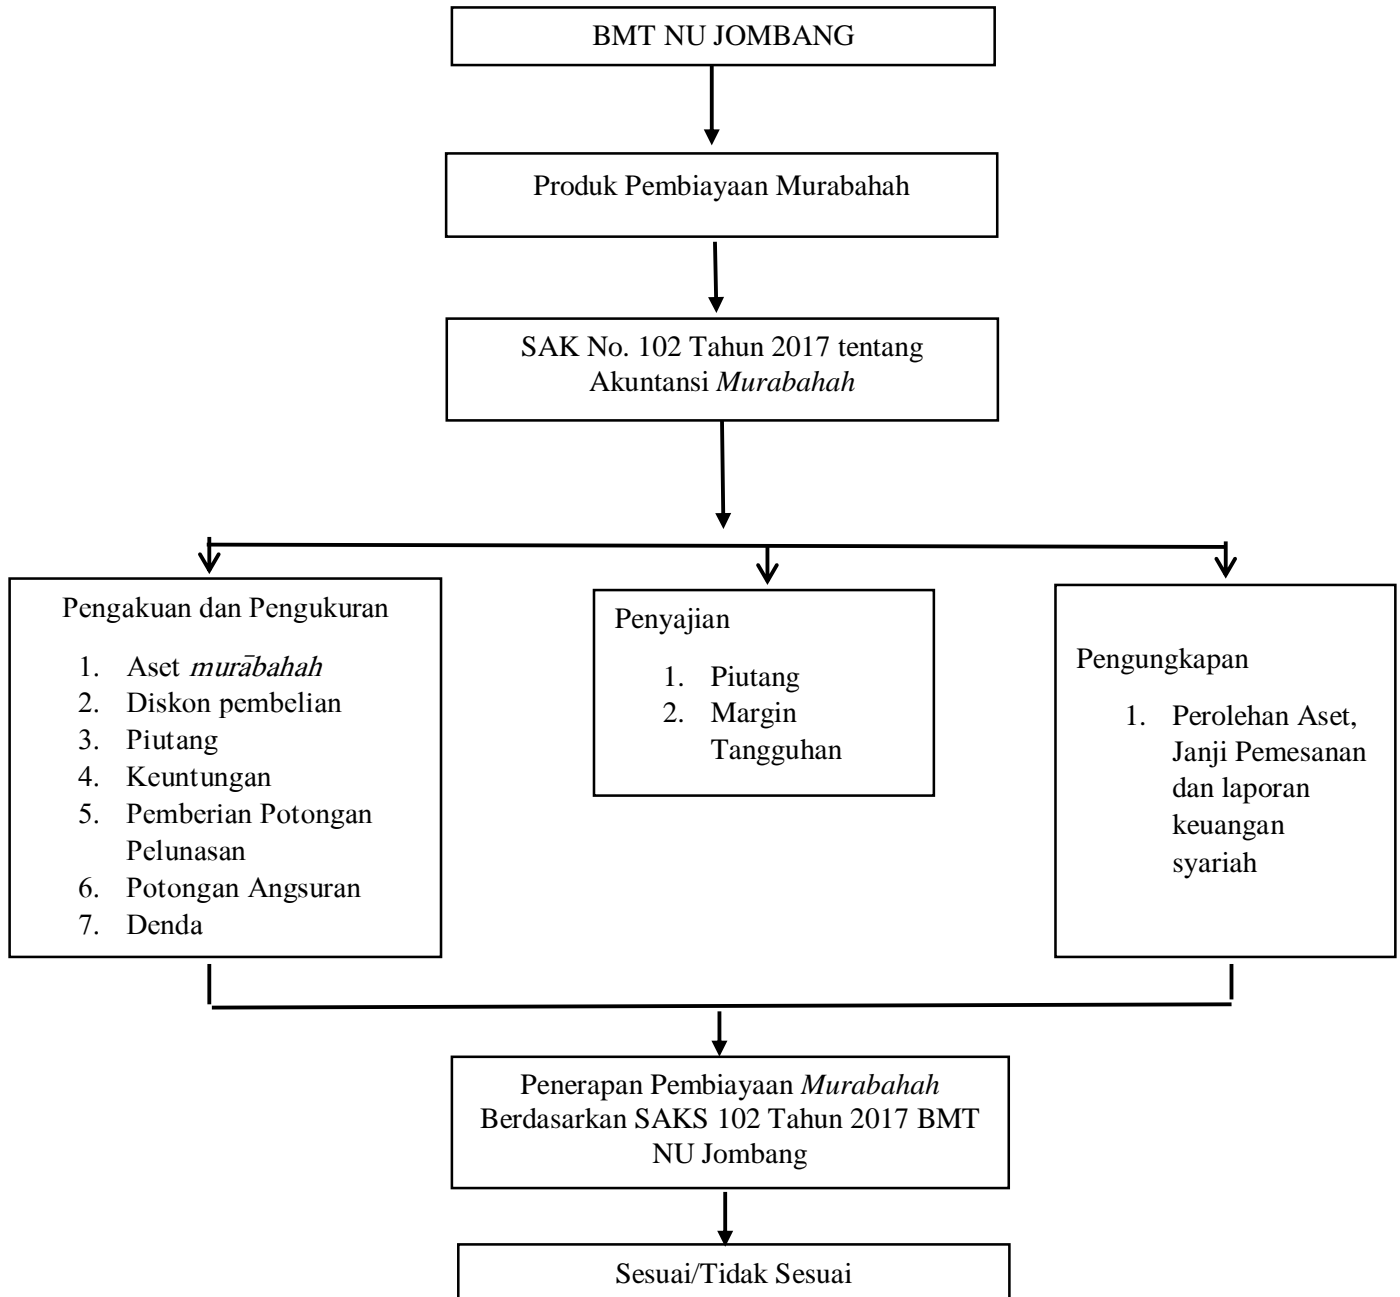 BMT NU JOMBANG
Produk Pembiayaan Murabahah
SAK No. 102 Tahun 2017 tentang
Akuntansi Murabahah
Pengakuan dan Pengukuran
1. Aset murābahah
2. Diskon pembelian
3. Piutang
4. Keuntungan
5. Pemberian Potongan
Pelunasan
6. Potongan Angsuran
7. Denda
Penyajian
1. Piutang
2. Margin
Tangguhan
Pengungkapan
1. Perolehan Aset,
Janji Pemesanan
dan laporan
keuangan
syariah
Penerapan Pembiayaan Murabahah
Berdasarkan SAKS 102 Tahun 2017 BMT
NU Jombang
Sesuai/Tidak Sesuai